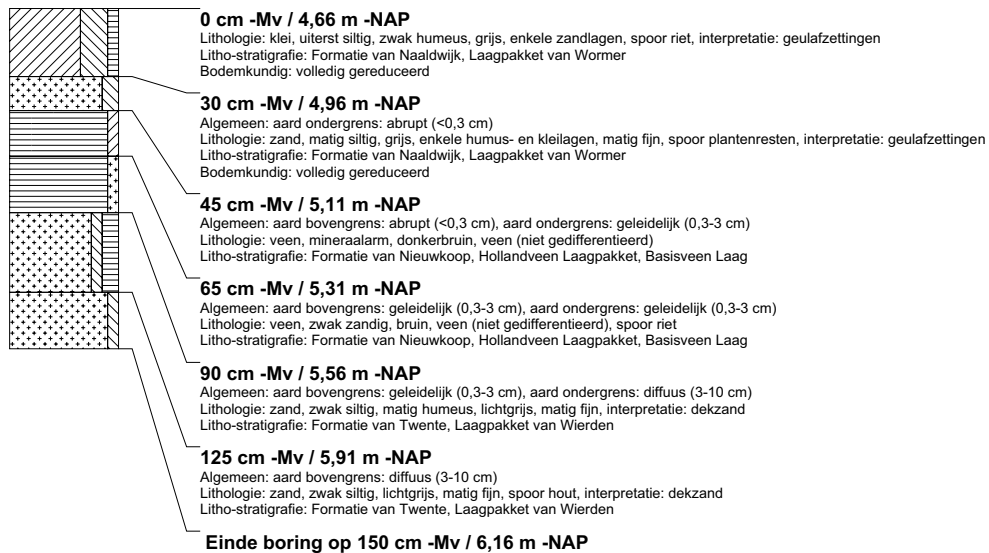 0 cm -Mv / 4,66 m -NAP
Lithologie: klei, uiterst siltig, zwak humeus, grijs, enkele zandlagen, spoor riet, interpretatie: geulafzettingen
Litho-stratigrafie: Formatie van Naaldwijk, Laagpakket van Wormer
Bodemkundig: volledig gereduceerd
30 cm -Mv / 4,96 m -NAP
Algemeen: aard ondergrens: abrupt (<0,3 cm)
Lithologie: zand, matig siltig, grijs, enkele humus- en kleilagen, matig fijn, spoor plantenresten, interpretatie: geulafzettingen
Litho-stratigrafie: Formatie van Naaldwijk, Laagpakket van Wormer
Bodemkundig: volledig gereduceerd
45 cm -Mv / 5,11 m -NAP
Algemeen: aard bovengrens: abrupt (<0,3 cm), aard ondergrens: geleidelijk (0,3-3 cm)
Lithologie: veen, mineraalarm, donkerbruin, veen (niet gedifferentieerd)
Litho-stratigrafie: Formatie van Nieuwkoop, Hollandveen Laagpakket, Basisveen Laag
65 cm -Mv / 5,31 m -NAP
Algemeen: aard bovengrens: geleidelijk (0,3-3 cm), aard ondergrens: geleidelijk (0,3-3 cm)
Lithologie: veen, zwak zandig, bruin, veen (niet gedifferentieerd), spoor riet
Litho-stratigrafie: Formatie van Nieuwkoop, Hollandveen Laagpakket, Basisveen Laag
90 cm -Mv / 5,56 m -NAP
Algemeen: aard bovengrens: geleidelijk (0,3-3 cm), aard ondergrens: diffuus (3-10 cm)
Lithologie: zand, zwak siltig, matig humeus, lichtgrijs, matig fijn, interpretatie: dekzand
Litho-stratigrafie: Formatie van Twente, Laagpakket van Wierden
125 cm -Mv / 5,91 m -NAP
Algemeen: aard bovengrens: diffuus (3-10 cm)
Lithologie: zand, zwak siltig, lichtgrijs, matig fijn, spoor hout, interpretatie: dekzand
Litho-stratigrafie: Formatie van Twente, Laagpakket van Wierden
Einde boring op 150 cm -Mv / 6,16 m -NAP